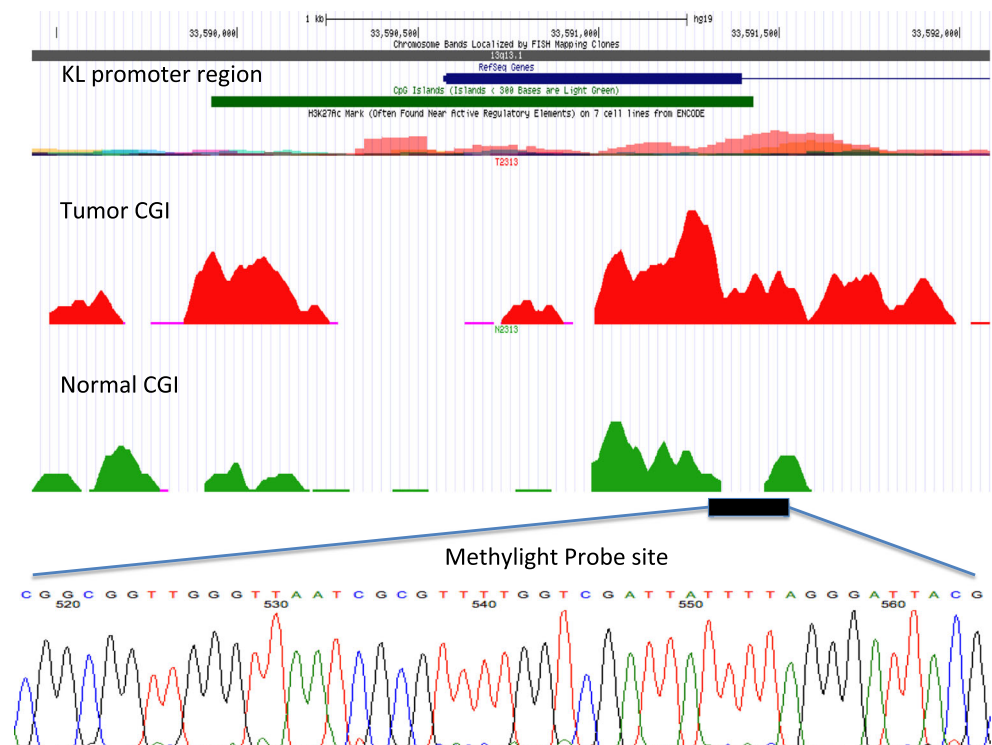 1 kb hg19
33,590,000 33,590,500 33,591,000 33,591,500 33,592,000
Chromosome Bands Localized by FISH Mapping Clones
13q13.1
KL promoter region
RefSeq Genes
CpG Islands (Islands < 300 Bases are Light Green)
H3K27Ac Mark (Often Found Near Active Regulatory Elements) on 7 cell lines from ENCODE
T2313
Tumor CGI
N2313
Normal CGI
Methylight Probe site
C G G C G G T T G G G T T A A T C G C G T T T T G G T C G A T T A T T T T A G G G A T T A C G
520 530 540 550 560